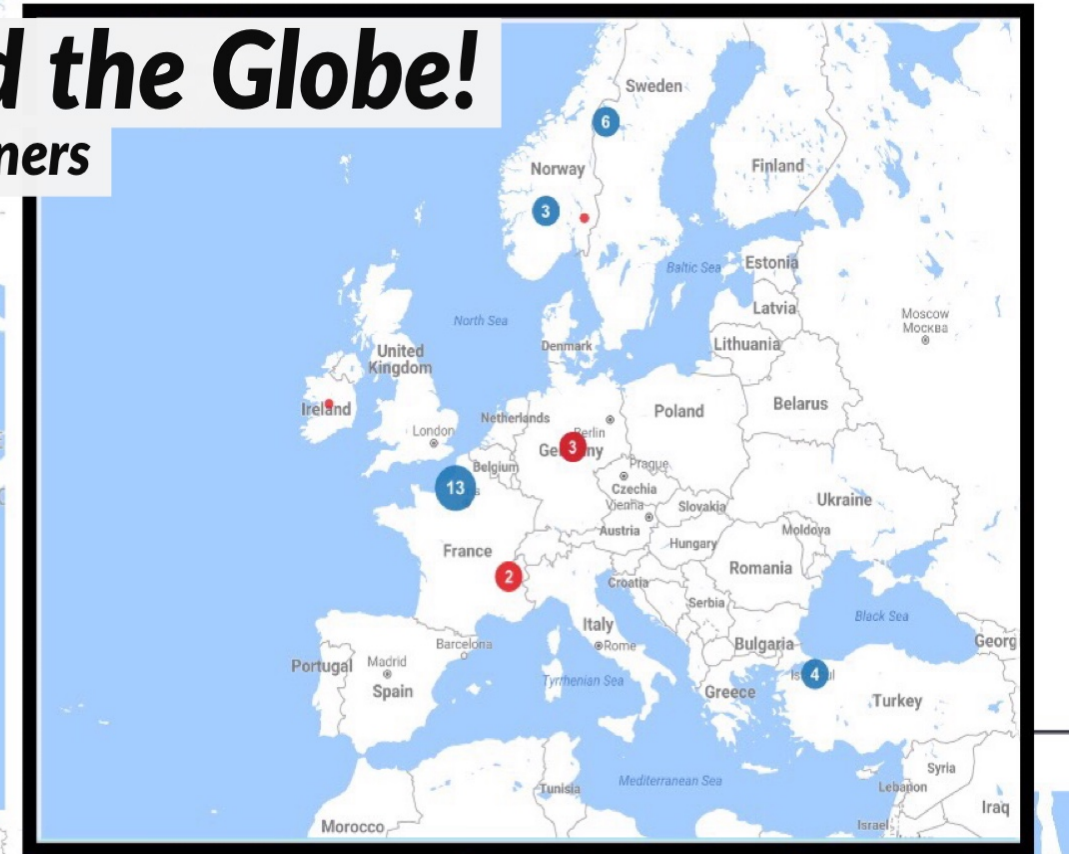 d the Globe!
ners
Sweden
6
Norway
Finland
3
Baltic Sea
Estonia
North Sea
Latvia
Moscow
Москва
Denmark
Lithuania
United
Kingdom
Ireland
Netherlands
Poland
Belarus
London
Berlin
3
Belgium
Prague
13
Czechia
Vienna
Slovakia
Ukraine
Austria
Moldova
Hungary
France
Romania
2
Croatia
Serbia
Black Sea
Italy
Barcelona
Rome
Bulgaria
Georg
Portugal
Madrid
4
Spain
Tyrrhenian Sea
Greece
Turkey
Mediterranean Sea
Syria
Tunisia
Lebanon
Iraq
Morocco
Israel